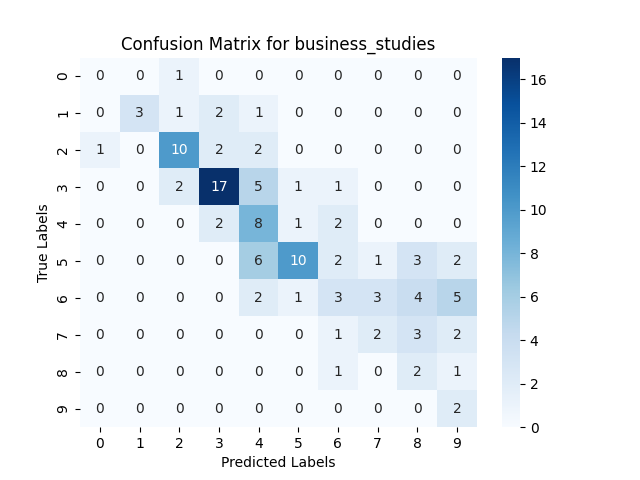 Confusion Matrix for business_studies
0 0 0 1 0 0 0 0 0 0 0
1 0 3 1 2 1 0 0 0 0 0
2 1 0 10 2 2 0 0 0 0 0
3 0 0 2 17 5 1 1 0 0 0
4 0 0 0 2 8 1 2 0 0 0
5 0 0 0 0 6 10 2 1 3 2
6 0 0 0 0 2 1 3 3 4 5
7 0 0 0 0 0 0 1 2 3 2
8 0 0 0 0 0 0 1 0 2 1
9 0 0 0 0 0 0 0 0 0 2
0 1 2 3 4 5 6 7 8 9
Predicted Labels
True Labels
16
14
12
10
8
6
4
2
0